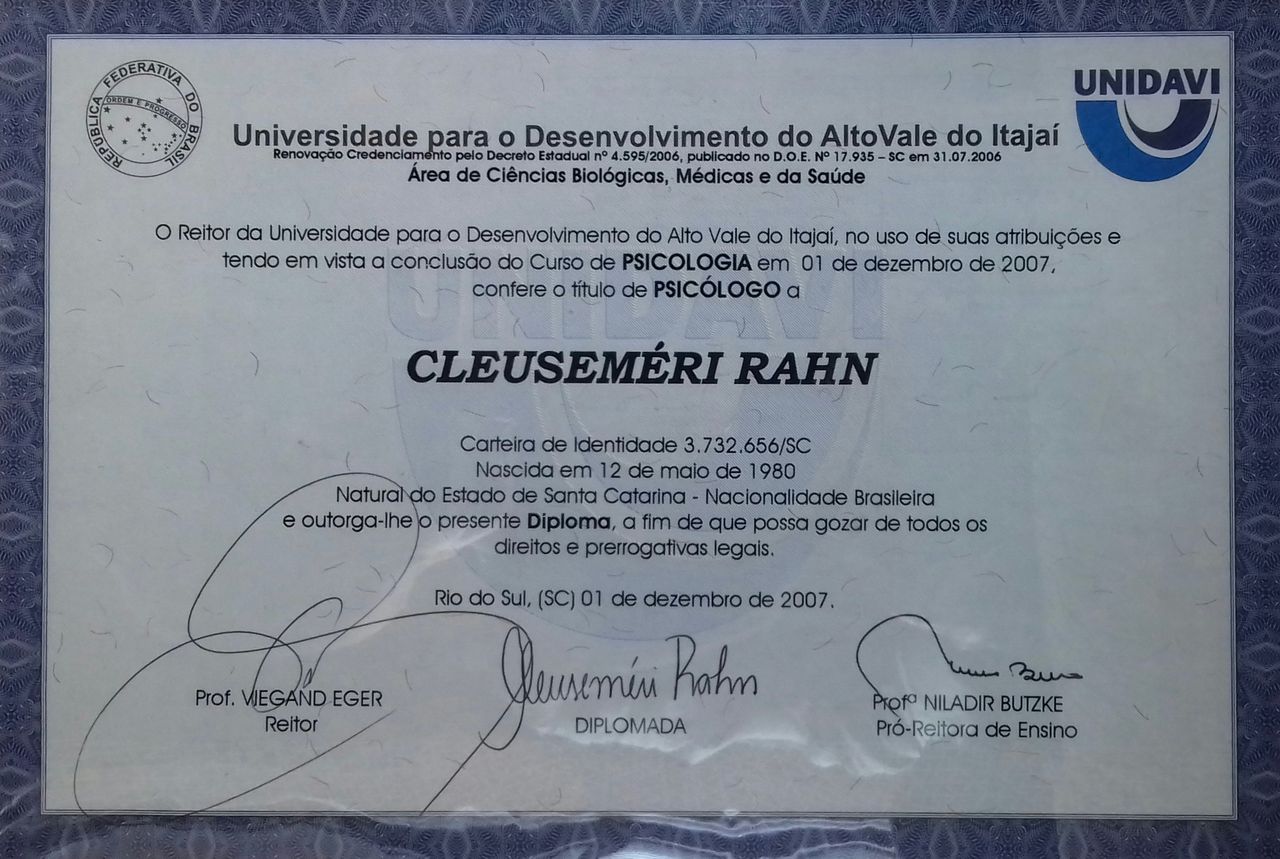 REPÚBLICA FEDERATIVA DO BRASIL
ORDEM E PROGRESSO
UNIDAVI
Universidade para o Desenvolvimento do AltoVale do Itajaí
Renovação Credenciamento pelo Decreto Estadual nº 4.595/2006, publicado no D.O.E. Nº 17.935 – SC em 31.07.2006
Área de Ciências Biológicas, Médicas e da Saúde
O Reitor da Universidade para o Desenvolvimento do Alto Vale do Itajaí, no uso de suas atribuições e
tendo em vista a conclusão do Curso de PSICOLOGIA em 01 de dezembro de 2007,
confere o título de PSICÓLOGO a
UNIDAVI
CLEUSEMÉRI RAHN
Carteira de Identidade 3.732.656/SC
Nascida em 12 de maio de 1980
Natural do Estado de Santa Catarina - Nacionalidade Brasileira
e outorga-lhe o presente Diploma, a fim de que possa gozar de todos os
direitos e prerrogativas legais.
Rio do Sul, (SC) 01 de dezembro de 2007.
Cleuseméri Rahn
Prof. VIEGAND EGER
Reitor
DIPLOMADA
Profª NILADIR BUTZKE
Pró-Reitora de Ensino